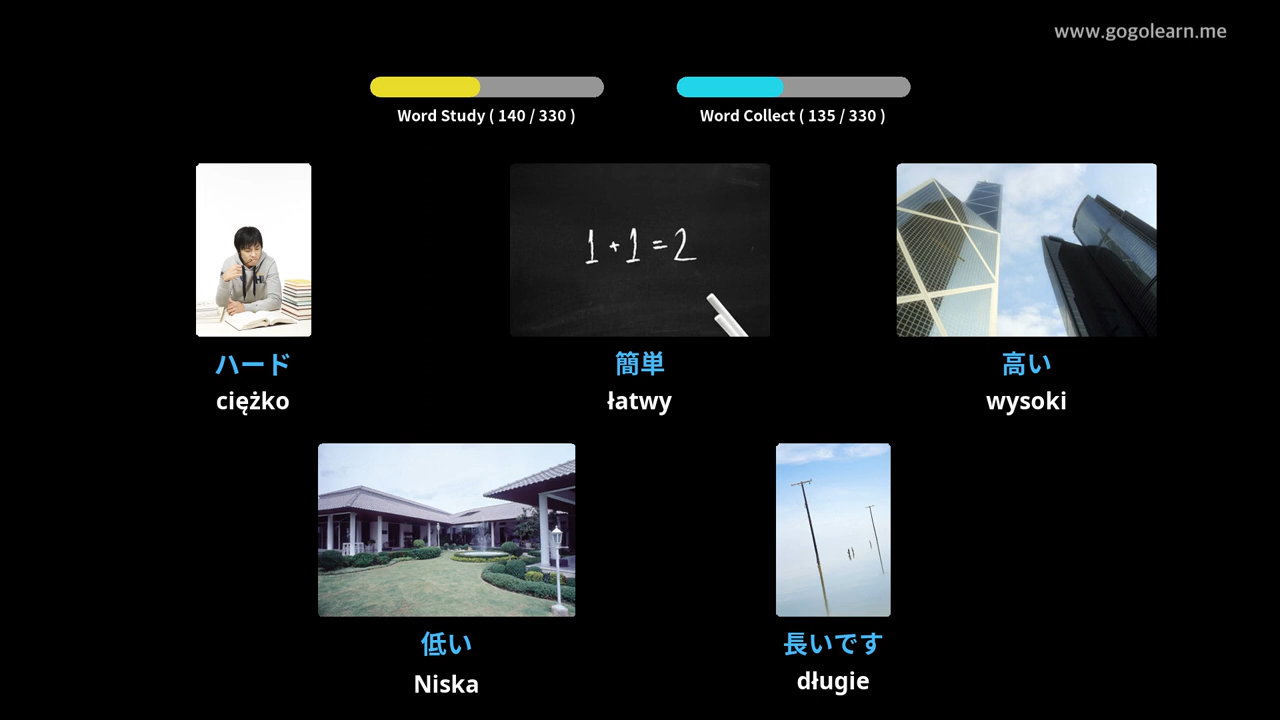 www.gogolearn.me
Word Study ( 140 / 330 )
Word Collect ( 135 / 330 )
1+1=2
ハード
簡単
高い
ciężko
łatwy
wysoki
低い
長いです
Niska
długie